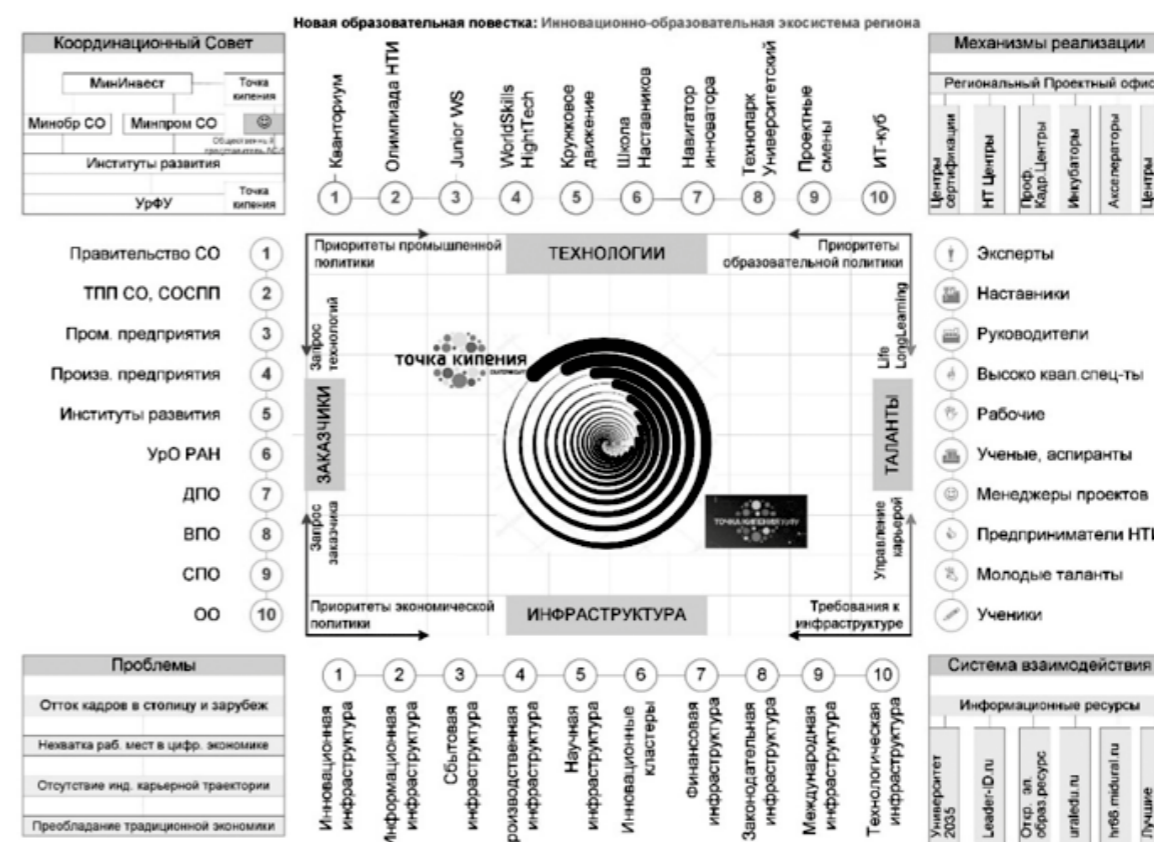 Новая образовательная повестка: Инновационно-образовательная экосистема региона
Координационный Совет
МинИнвест
Точка
кипения
Минобр СО
Минпром СО
Институты развития
УрФУ
Точка
кипения
Кванториум
Олимпиада НТИ
Junior WS
WorldSkills
HightTech
Кружковое
движение
Школа
Наставников
Навигатор
инноватора
Технопарк
Университетский
Проектные
смены
ИТ-куб
1
2
3
4
5
6
7
8
9
10
Механизмы реализации
Региональный Проектный офис
Центры
сертификации
НТ Центры
Проф.
Кадр.Центры
Инкубаторы
Акселераторы
Центры
Правительство СО 1
ТПП СО, СОСПП 2
Пром. предприятия 3
Произв. предприятия 4
Институты развития 5
УрО РАН 6
ДПО 7
ВПО 8
СПО 9
ОО 10
Приоритеты промышленной
политики
ТЕХНОЛОГИИ
Приоритеты
образовательной политики
Запрос
технологий
ЗАКАЗЧИКИ
Запрос
заказчика
точка кипения
Life
LongLearning
ТАЛАНТЫ
Управление
карьерой
ТОЧКА КИПЕНИЯ УРФУ
Приоритеты экономической
политики
ИНФРАСТРУКТУРА
Требования к
инфраструктуре
Эксперты
Наставники
Руководители
Высоко квал.спец-ты
Рабочие
Ученые, аспиранты
Менеджеры проектов
Предприниматели НТИ
Молодые таланты
Ученики
Проблемы
Отток кадров в столицу и зарубеж
Нехватка раб. мест в цифр. экономике
Отсутствие инд. карьерной траектории
Преобладание традиционной экономики
1
2
3
4
5
6
7
8
9
10
Инновационная
инфраструктура
Информационная
инфраструктура
Сбытовая
инфраструктура
роизводственная
инфраструктура
Научная
инфраструктура
Инновационные
кластеры
Финансовая
инфраструктура
Законодательная
инфраструктура
Международная
инфраструктура
Технологическая
инфраструктура
Система взаимодействия
Информационные ресурсы
Университет
2035
Leader-ID.ru
Откр. эл.
образ.ресурс
uraledu.ru
hr66.midural.ru
Лучшие